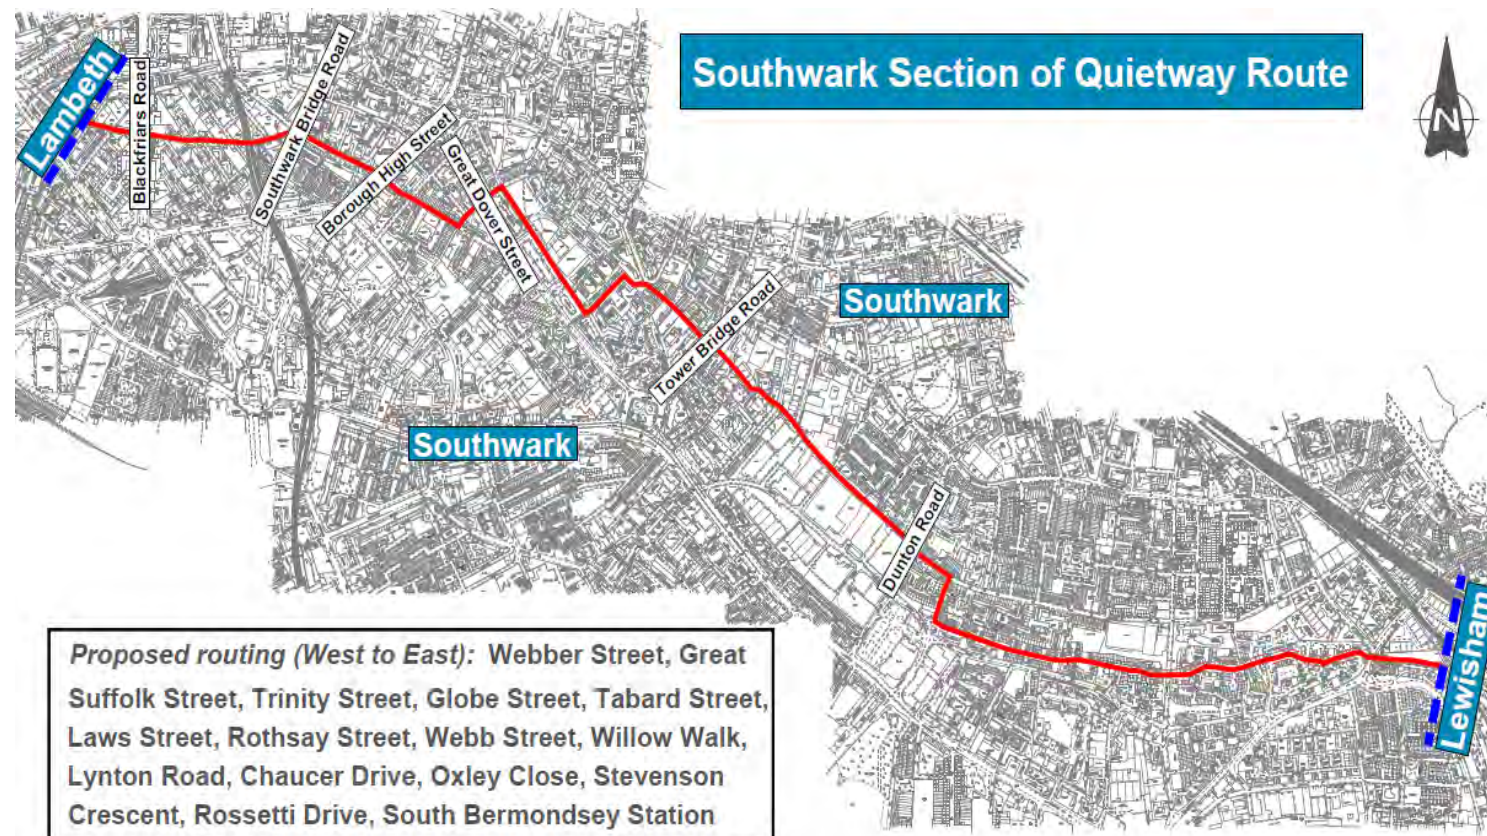 Southwark Section of Quietway Route
N
Lambeth
Blackfriars Road
Southwark Bridge Road
Borough High Street
Great Dover Street
Tower Bridge Road
Southwark
Southwark
Dunton Road
Lewisham
Proposed routing (West to East): Webber Street, Great
Suffolk Street, Trinity Street, Globe Street, Tabard Street,
Laws Street, Rothsay Street, Webb Street, Willow Walk,
Lynton Road, Chaucer Drive, Oxley Close, Stevenson
Crescent, Rossetti Drive, South Bermondsey Station